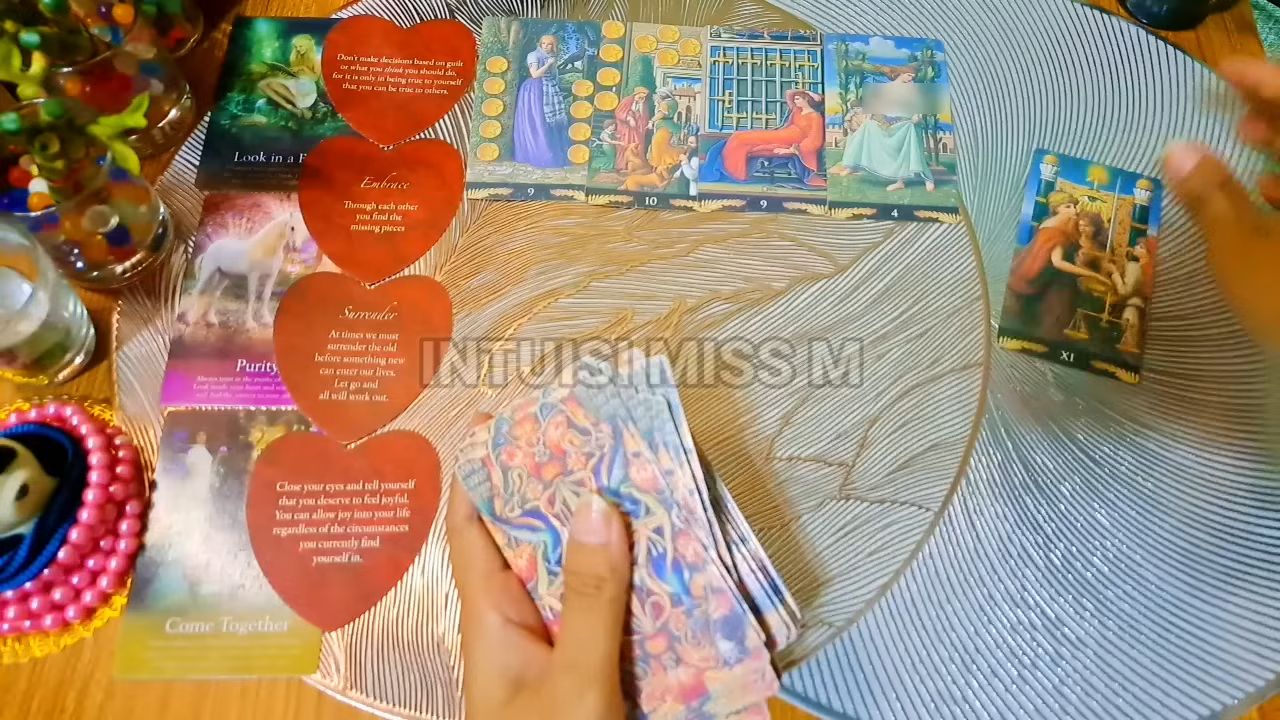 Don't make decisions based on guilt
or what you think you should do,
for it is only in being true to yourself
that you can be true to others.
Look in a
Embrace
Through each other
you find the
missing pieces
Surrender
At times we must
surrender the old
before something new
can enter our lives.
Let go and
all will work out.
Purity
Close your eyes and tell yourself
that you deserve to feel joyful.
You can allow joy into your life
regardless of the circumstances
you currently find
yourself in.
Come Together
9
10
9
4
XI
INTUISIMISSIM